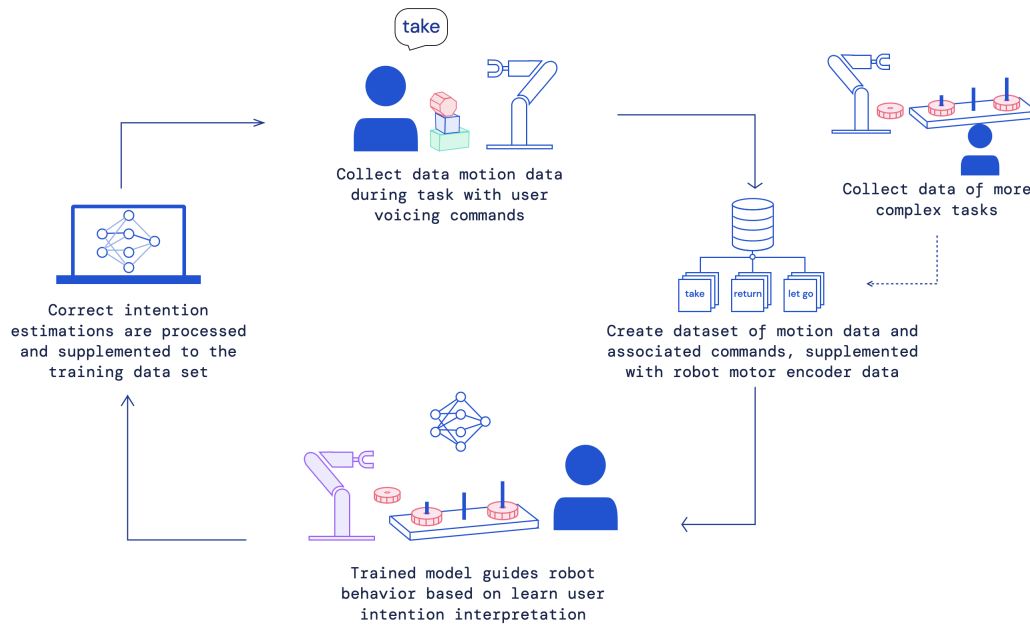 take
Collect data motion data
during task with user
voicing commands
Collect data of more
complex tasks
take
return
let go
Create dataset of motion data and
associated commands, supplemented
with robot motor encoder data
Correct intention
estimations are processed
and supplemented to the
training data set
Trained model guides robot
behavior based on learn user
intention interpretation